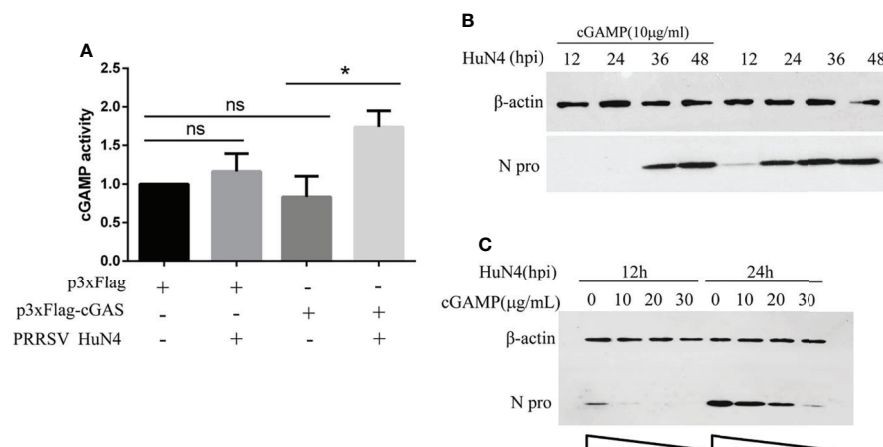 A
cGAMP activity
2.5
2.0
1.5
1.0
0.5
0.0
ns
ns
*
p3xFlag + + - -
p3xFlag-cGAS - - + +
PRRSV HuN4 - + - +
B
cGAMP(10μg/ml)
HuN4 (hpi) 12 24 36 48 12 24 36 48
β-actin
N pro
C
HuN4(hpi) 12h 24h
cGAMP(μg/mL) 0 10 20 30 0 10 20 30
β-actin
N pro